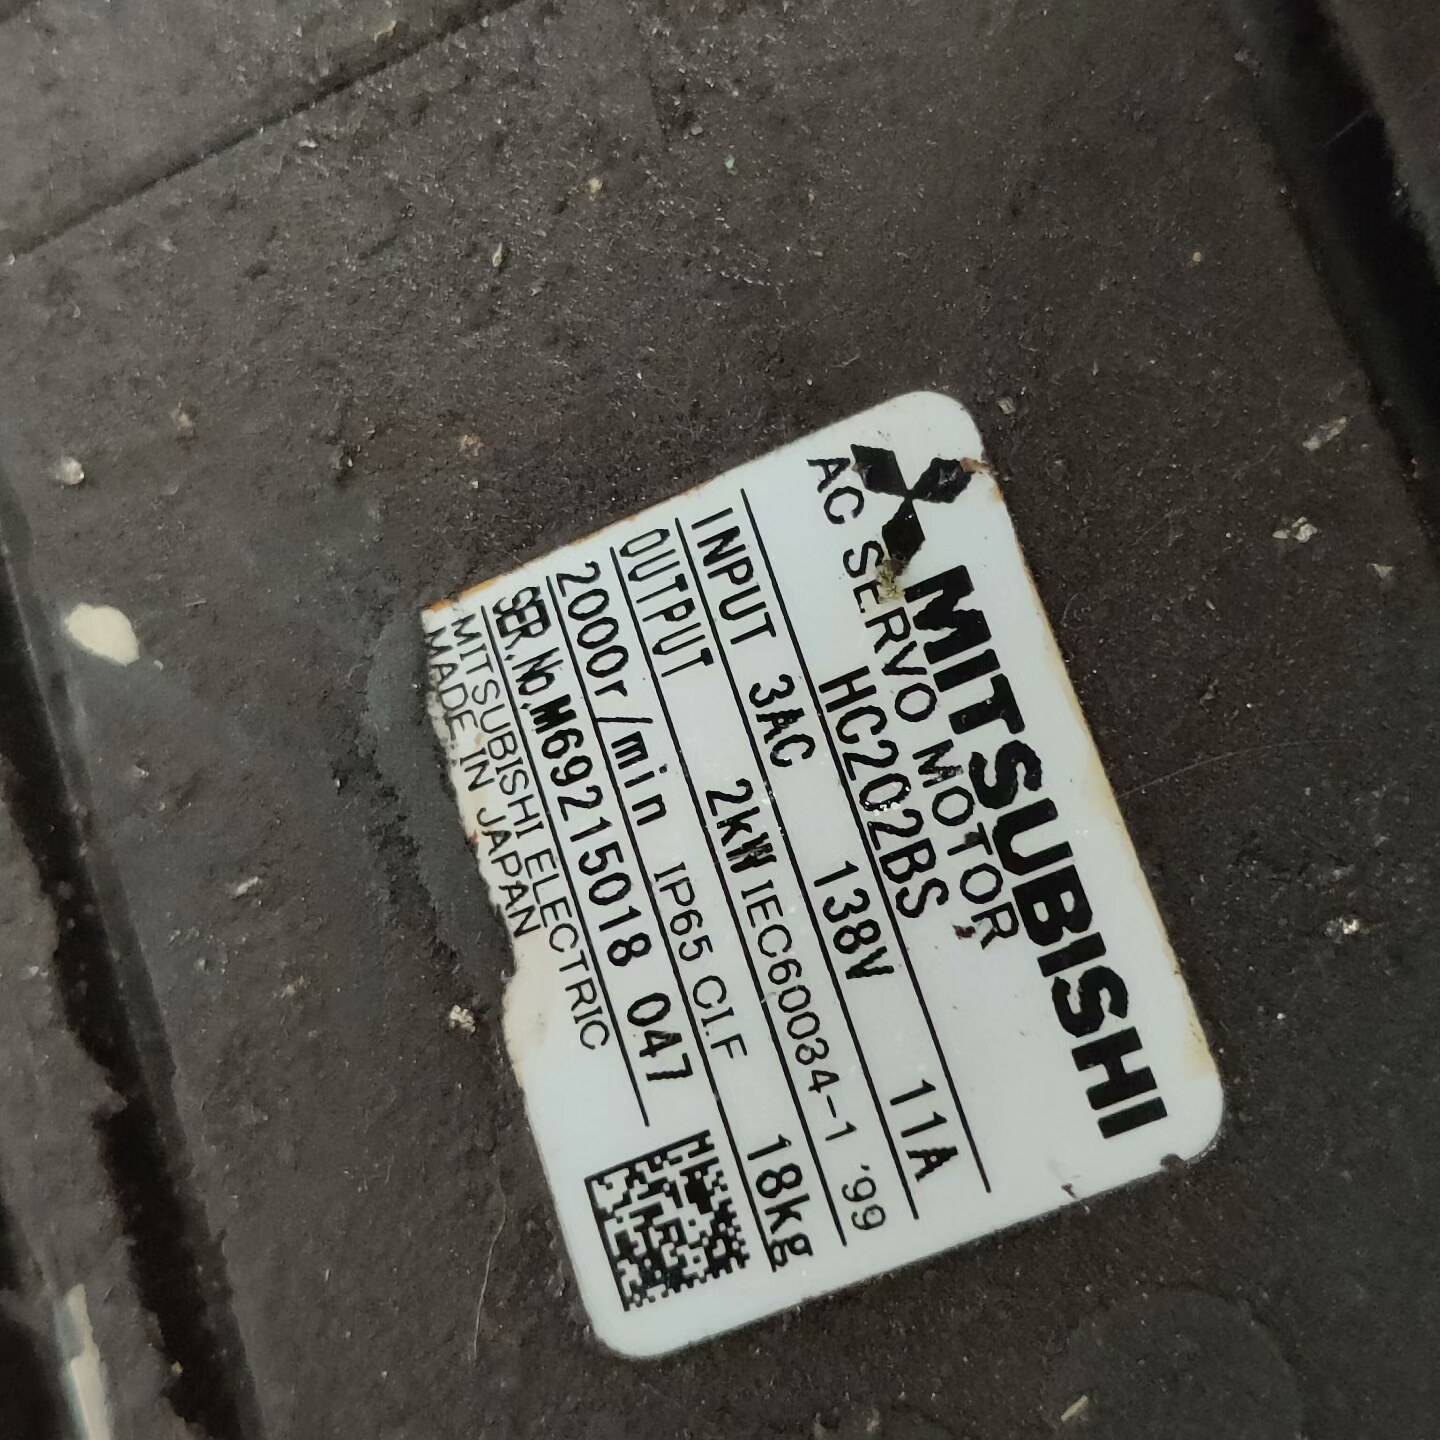 MITSUBISHI
AC SERVO MOTOR
HC202BS
INPUT 3AC 138V 11A
OUTPUT 2kW IEC60034-1 '99
2000r/min IP65 CI.F 18kg
SER.No.M69215018 047
MITSUBISHI ELECTRIC
MADE IN JAPAN